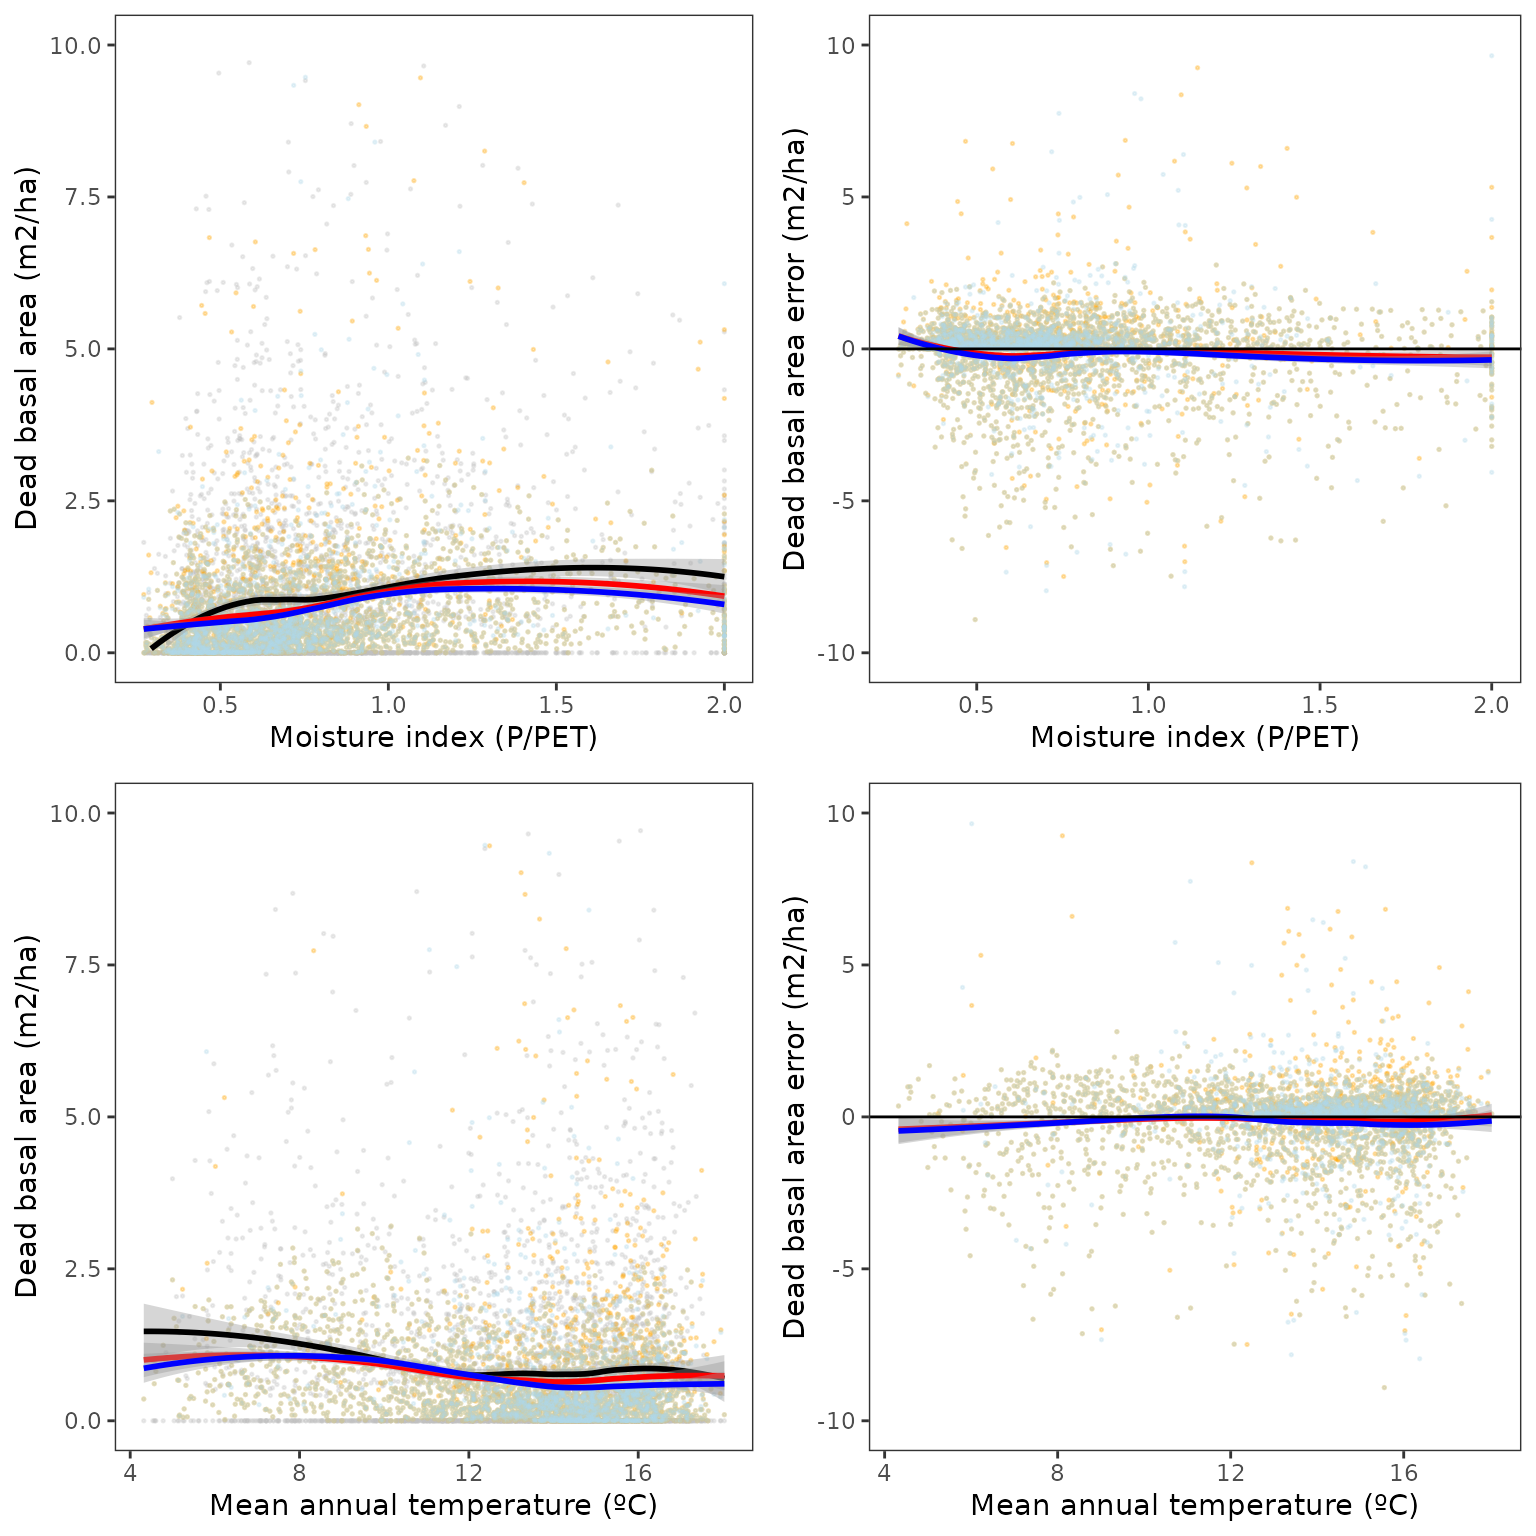 Dead basal area (m2/ha)
10.0
7.5
5.0
2.5
0.0
0.5 1.0 1.5 2.0
Moisture index (P/PET)
Dead basal area error (m2/ha)
10
5
0
-5
-10
0.5 1.0 1.5 2.0
Moisture index (P/PET)
Dead basal area (m2/ha)
10.0
7.5
5.0
2.5
0.0
4 8 12 16
Mean annual temperature (ºC)
Dead basal area error (m2/ha)
10
5
0
-5
-10
4 8 12 16
Mean annual temperature (ºC)